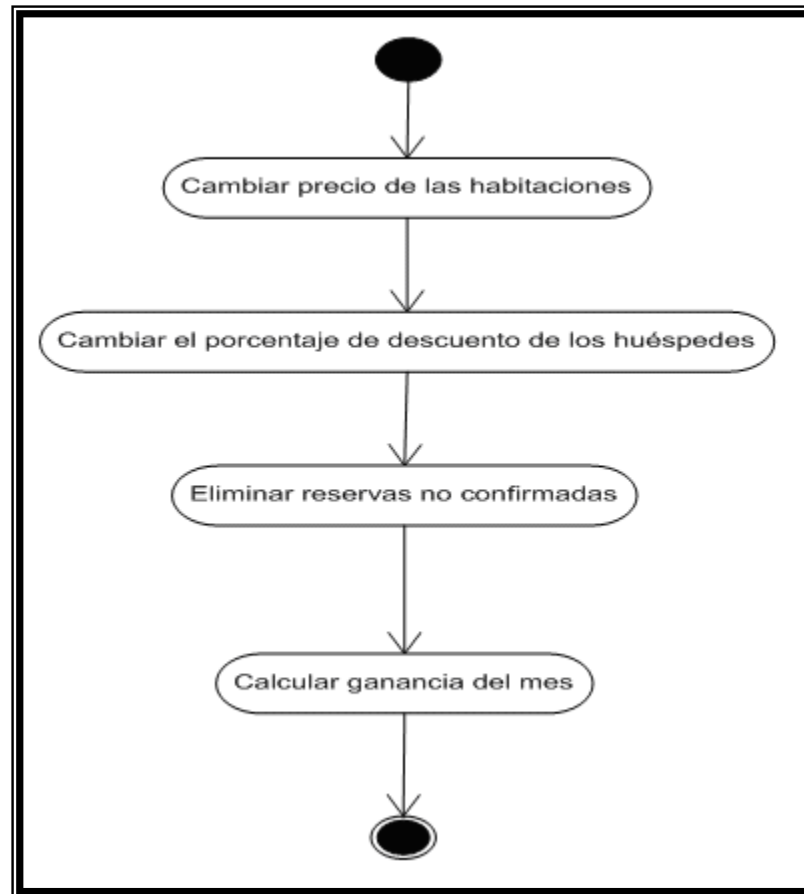 Cambiar precio de las habitaciones
Cambiar el porcentaje de descuento de los huéspedes
Eliminar reservas no confirmadas
Calcular ganancia del mes